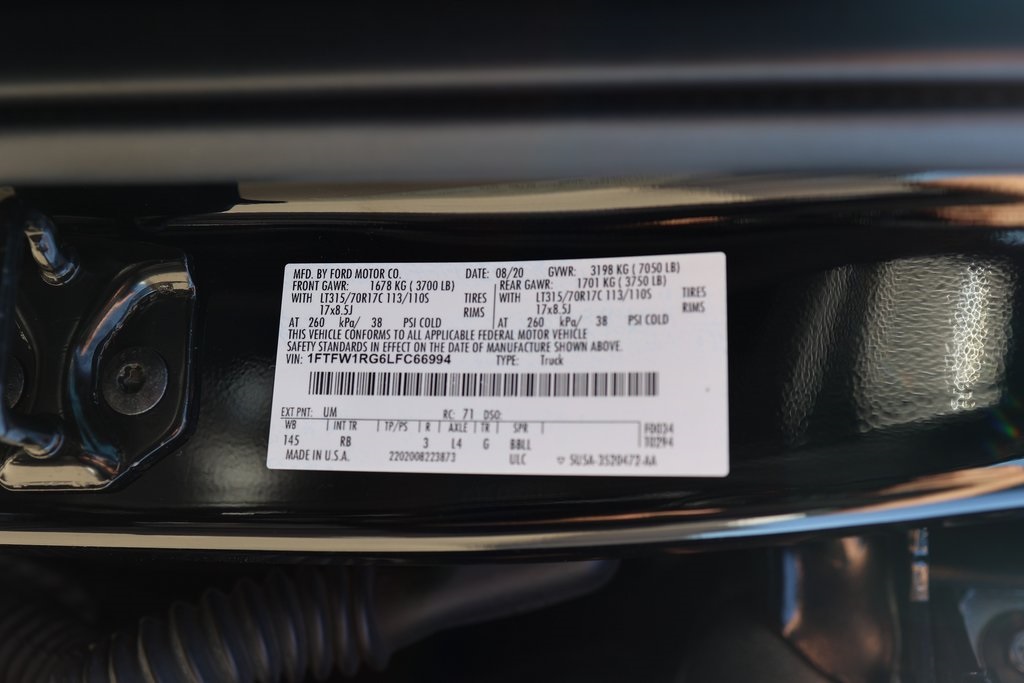 MFD. BY FORD MOTOR CO. DATE: 08/20 GVWR: 3198 KG ( 7050 LB)
FRONT GAWR: 1678 KG ( 3700 LB) REAR GAWR: 1701 KG ( 3750 LB)
WITH LT315/70R17C 113/110S TIRES WITH LT315/70R17C 113/110S TIRES
17x8.5J RIMS 17x8.5J RIMS
AT 260 kPa/ 38 PSI COLD AT 260 kPa/ 38 PSI COLD
THIS VEHICLE CONFORMS TO ALL APPLICABLE FEDERAL MOTOR VEHICLE
SAFETY STANDARDS IN EFFECT ON THE DATE OF MANUFACTURE SHOWN ABOVE.
VIN: 1FTFW1RG6LFC66994 TYPE: Truck
EXT PNT: UM RC: 71 DSO:
WB INT TR TP/PS R AXLE TR SPR F0034
145 RB 3 L4 G BBLL T0294
MADE IN U.S.A. 2202008223873 ULC 5U5A-3520472-AA